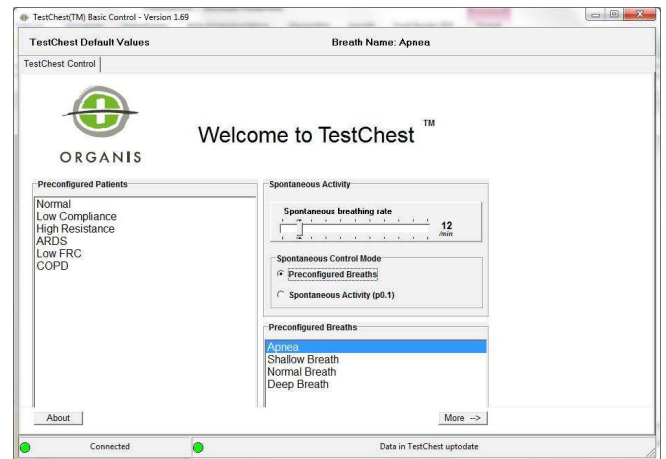 TestChest(TM) Basic Control - Version 1.69
TestChest Default Values
Breath Name: Apnea
TestChest Control
ORGANIS
Welcome to TestChest ™
Preconfigured Patients
Normal
Low Compliance
High Resistance
ARDS
Low FRC
COPD
Spontaneous Activity
Spontaneous breathing rate
12
/min
Spontaneous Control Mode
Preconfigured Breaths
Spontaneous Activity (p0.1)
Preconfigured Breaths
Apnea
Shallow Breath
Normal Breath
Deep Breath
About
More -->
Connected
Data in TestChest uptodate